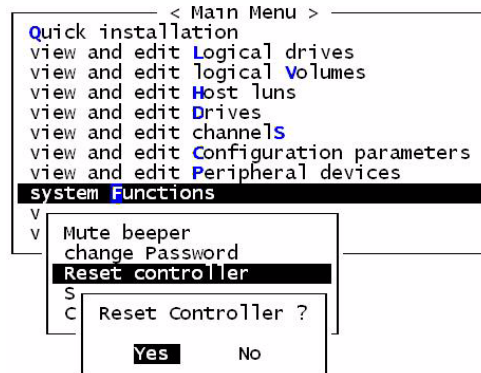 < Main Menu >
Quick installation
view and edit Logical drives
view and edit logical Volumes
view and edit Host luns
view and edit Drives
view and edit channelS
view and edit Configuration parameters
view and edit Peripheral devices
system Functions
v
v
Mute beeper
change Password
Reset controller
S
C
Reset Controller ?
Yes No